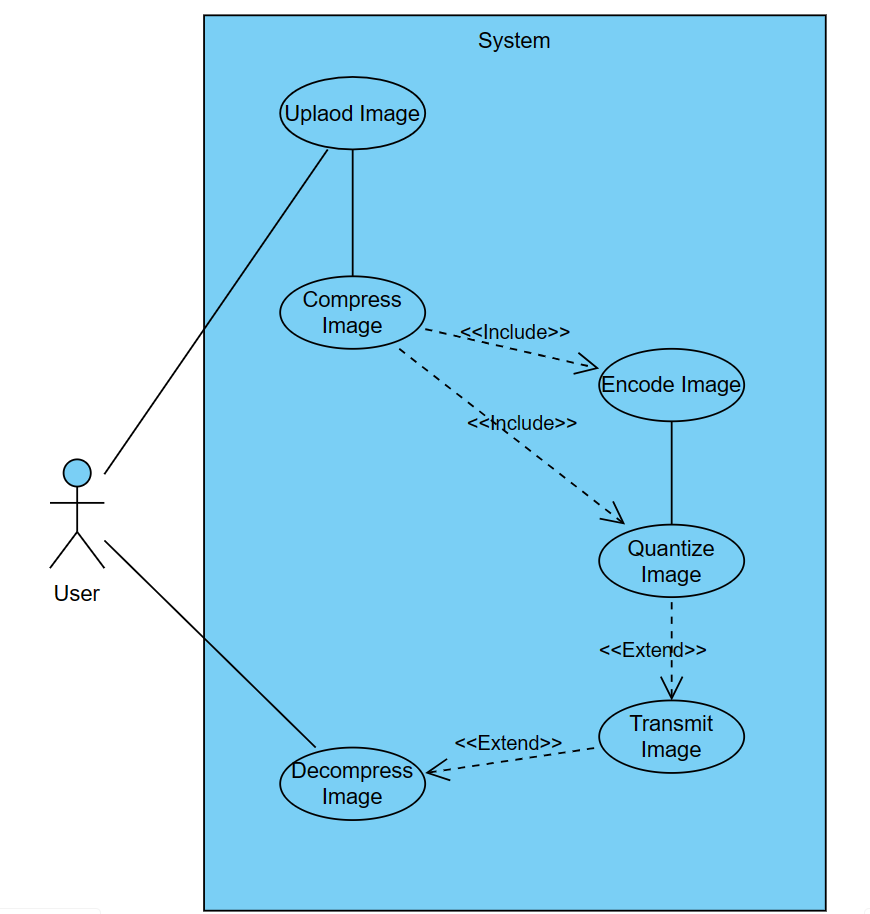 System
Uplaod Image
Compress
Image
<<Include>>
Encode Image
<<Include>>
Quantize
Image
User
<<Extend>>
Transmit
Image
<<Extend>>
Decompress
Image